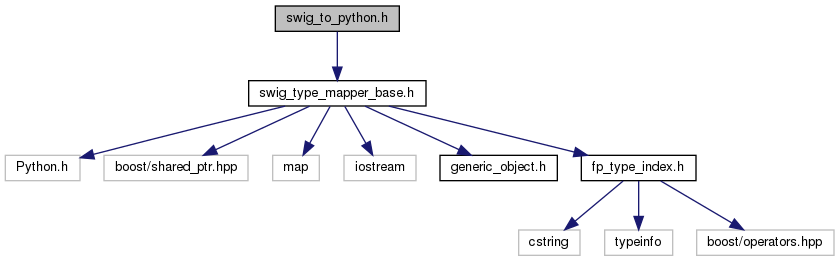 swig_to_python.h
swig_type_mapper_base.h
Python.h
boost/shared_ptr.hpp
map
iostream
generic_object.h
fp_type_index.h
cstring
typeinfo
boost/operators.hpp